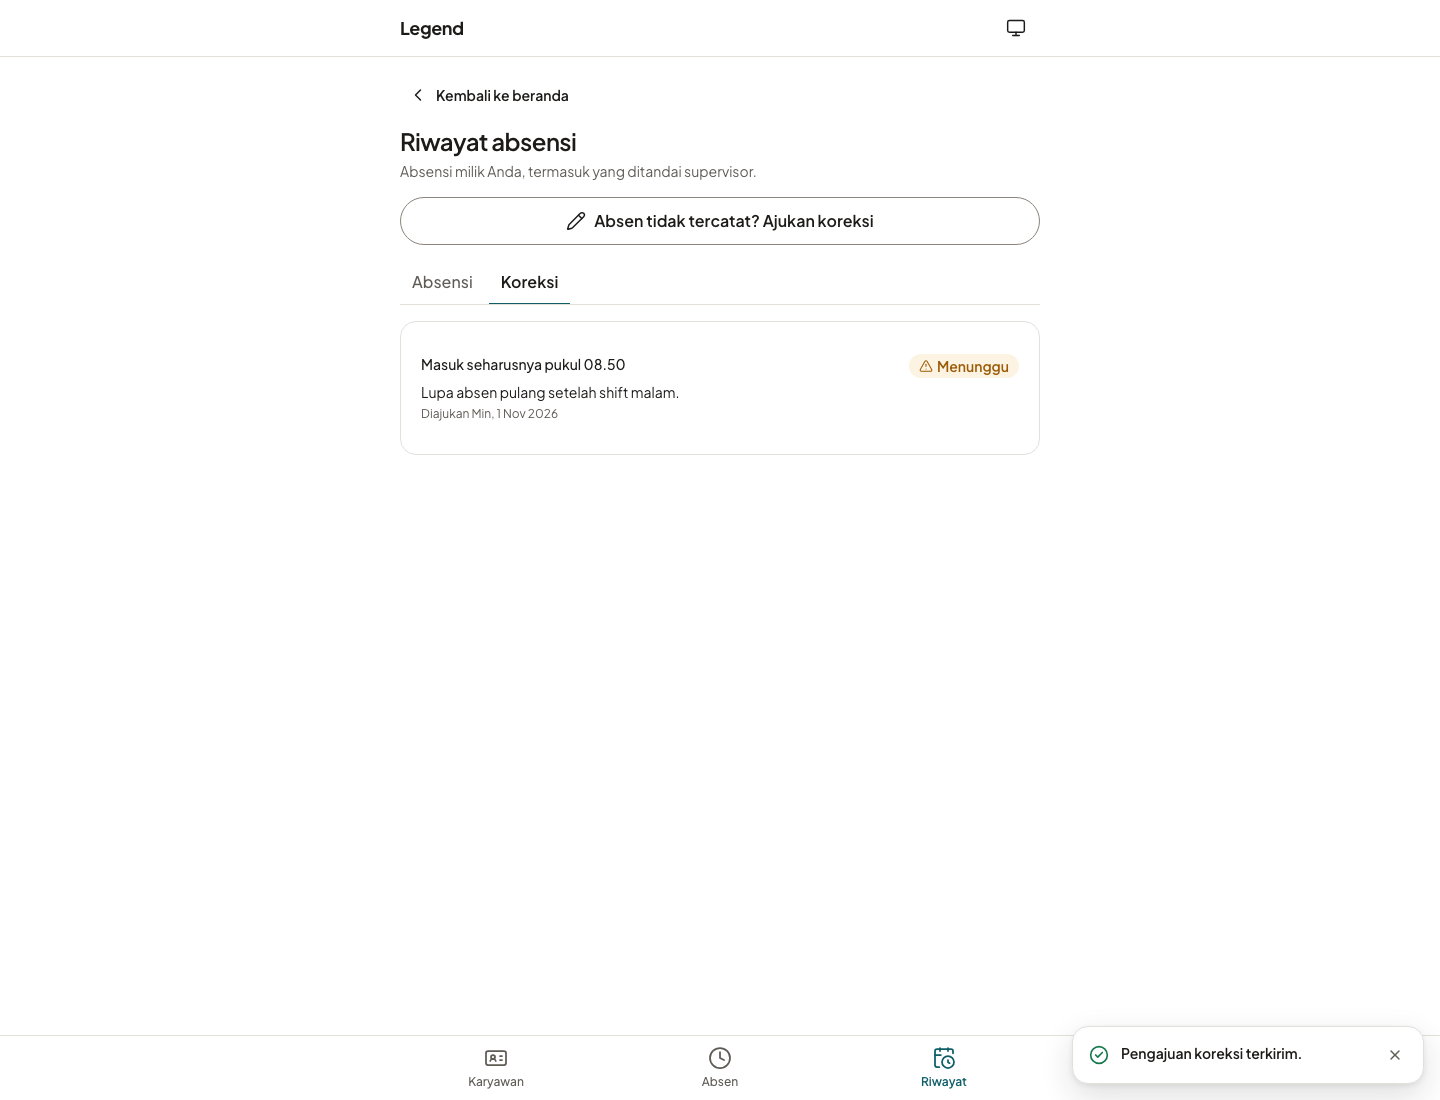 Legend
Kembali ke beranda
Riwayat absensi
Absensi milik Anda, termasuk yang ditandai supervisor.
Absen tidak tercatat? Ajukan koreksi
Absensi
Koreksi
Masuk seharusnya pukul 08.50
Menunggu
Lupa absen pulang setelah shift malam.
Diajukan Min, 1 Nov 2026
Karyawan
Absen
Riwayat
Pengajuan koreksi terkirim.